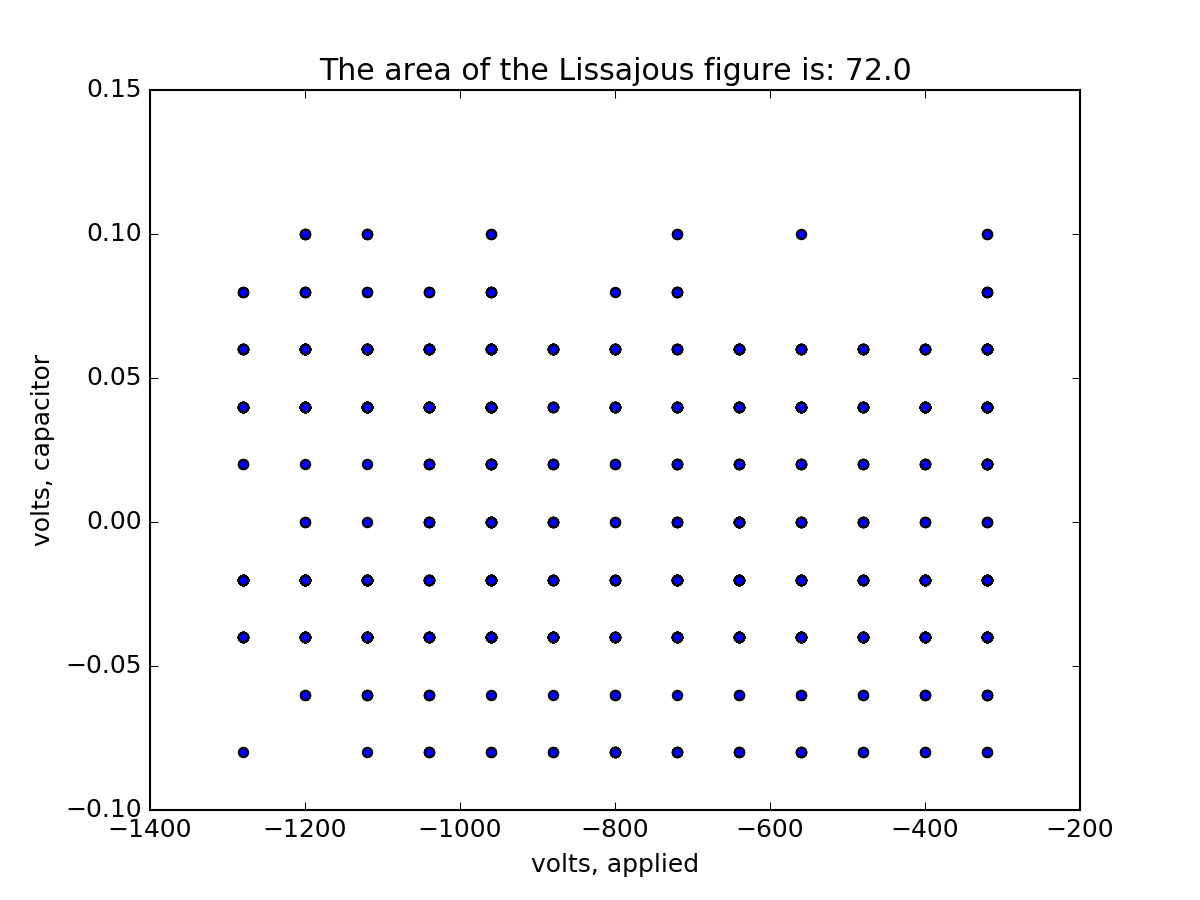 The area of the Lissajous figure is: 72.0
0.15
0.10
0.05
0.00
−0.05
−0.10
volts, capacitor
−1400 −1200 −1000 −800 −600 −400 −200
volts, applied